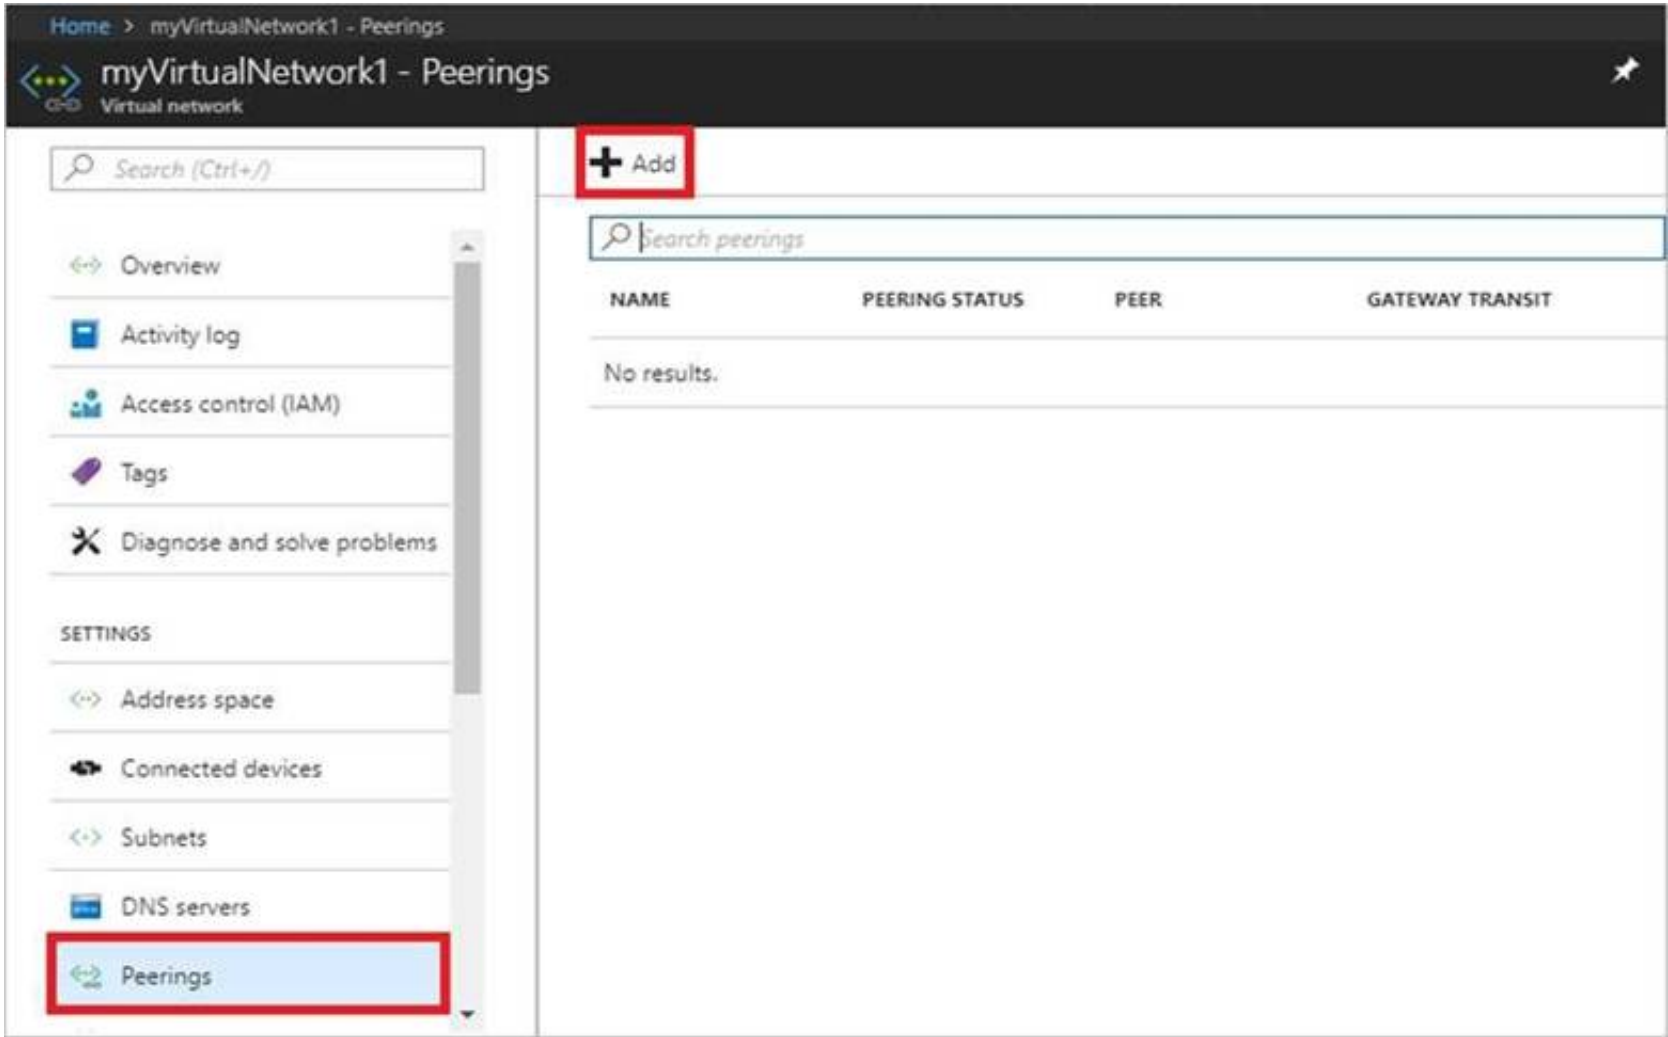 Home > myVirtualNetwork1 - Peerings
myVirtualNetwork1 - Peerings
Virtual network
Search (Ctrl+/)
Overview
Activity log
Access control (IAM)
Tags
Diagnose and solve problems
SETTINGS
Address space
Connected devices
Subnets
DNS servers
Peerings
Add
Search peerings
NAME PEERING STATUS PEER GATEWAY TRANSIT
No results.